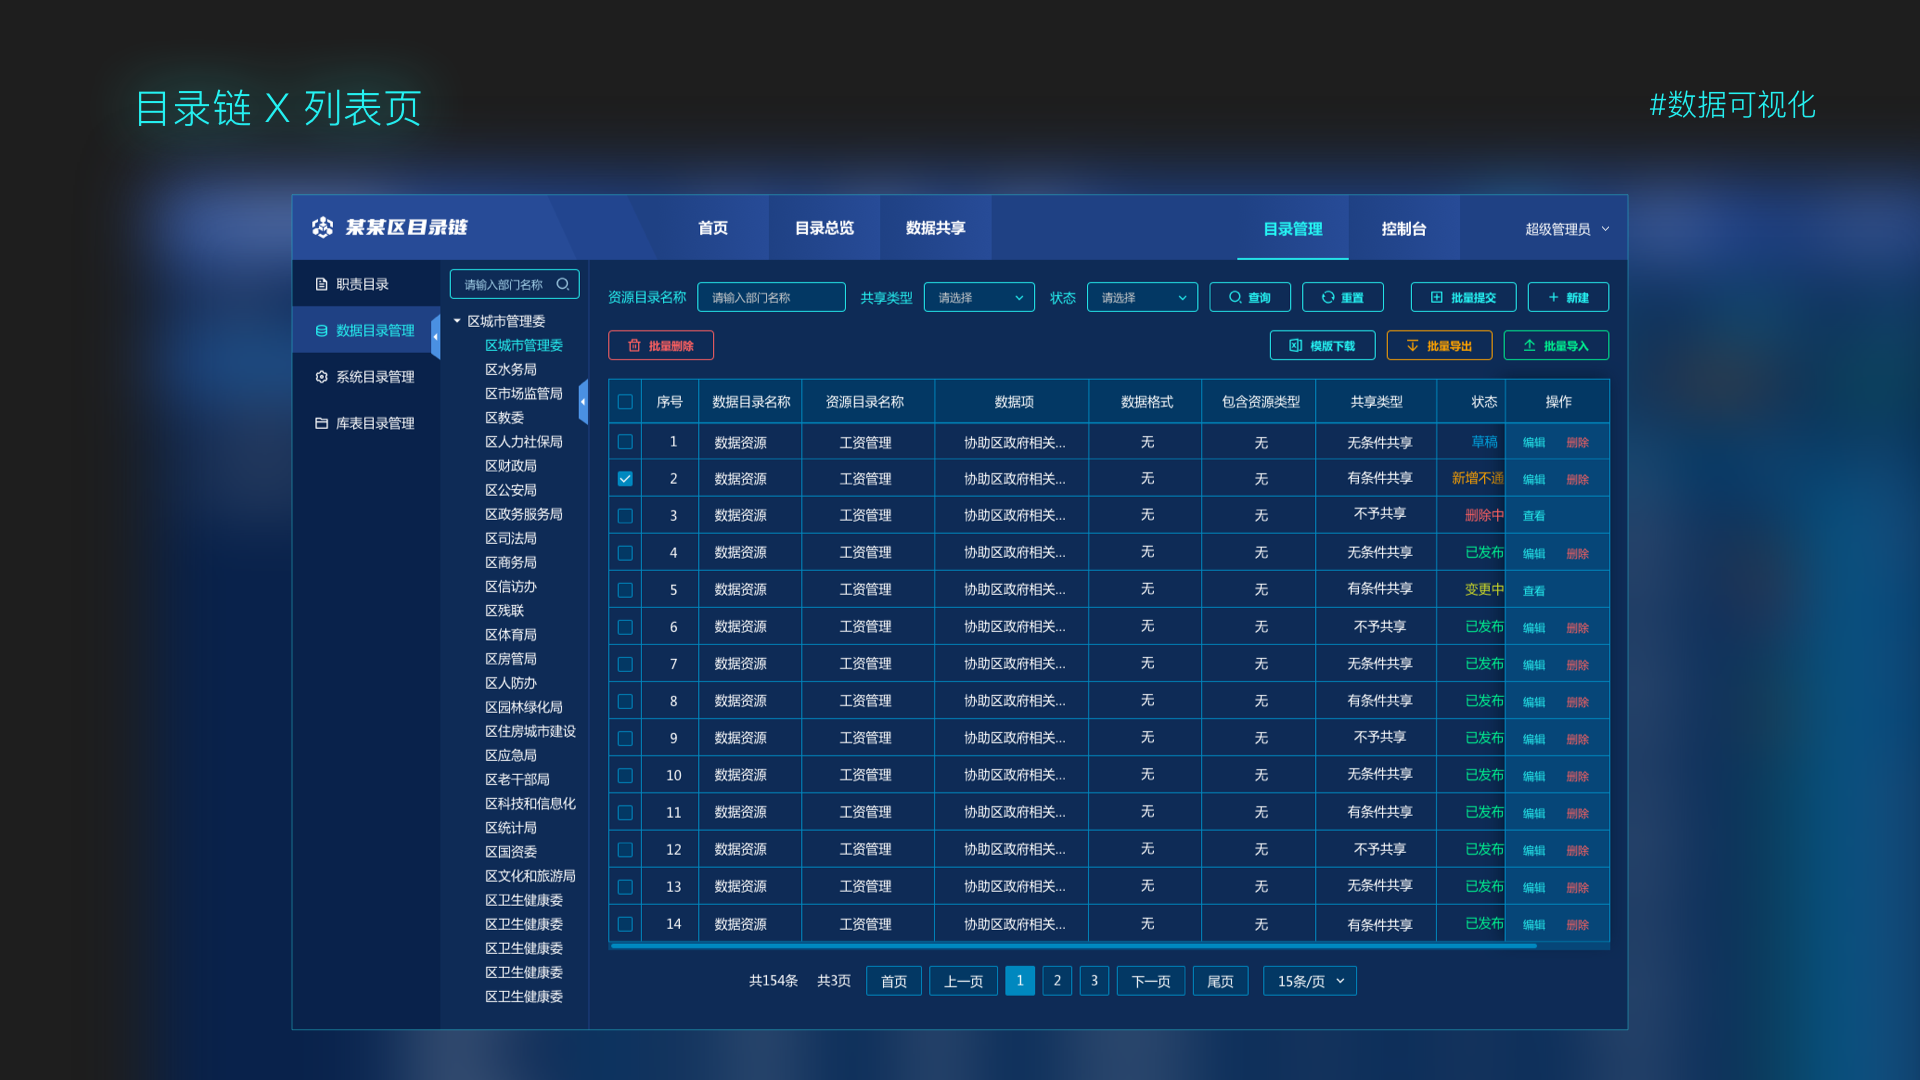 目录链 X 列表页
#数据可视化
某某区目录链
首页
目录总览
数据共享
目录管理
控制台
超级管理员
职责目录
数据目录管理
系统目录管理
库表目录管理
请输入部门名称
区城市管理委
区城市管理委
区水务局
区市场监管局
区教委
区人力社保局
区财政局
区公安局
区政务服务局
区司法局
区商务局
区信访办
区残联
区体育局
区房管局
区人防办
区园林绿化局
区住房城市建设
区应急局
区老干部局
区科技和信息化
区统计局
区国资委
区文化和旅游局
区卫生健康委
区卫生健康委
区卫生健康委
区卫生健康委
区卫生健康委
资源目录名称 请输入部门名称 共享类型 请选择 状态 请选择 查询 重置 批量提交 新建
批量删除 模版下载 批量导出 批量导入
序号 数据目录名称 资源目录名称 数据项 数据格式 包含资源类型 共享类型 状态 操作
1 数据资源 工资管理 协助区政府相关... 无 无 无条件共享 草稿 编辑 删除
2 数据资源 工资管理 协助区政府相关... 无 无 有条件共享 新增不通 编辑 删除
3 数据资源 工资管理 协助区政府相关... 无 无 不予共享 删除中 查看
4 数据资源 工资管理 协助区政府相关... 无 无 无条件共享 已发布 编辑 删除
5 数据资源 工资管理 协助区政府相关... 无 无 有条件共享 变更中 查看
6 数据资源 工资管理 协助区政府相关... 无 无 不予共享 已发布 编辑 删除
7 数据资源 工资管理 协助区政府相关... 无 无 无条件共享 已发布 编辑 删除
8 数据资源 工资管理 协助区政府相关... 无 无 有条件共享 已发布 编辑 删除
9 数据资源 工资管理 协助区政府相关... 无 无 不予共享 已发布 编辑 删除
10 数据资源 工资管理 协助区政府相关... 无 无 无条件共享 已发布 编辑 删除
11 数据资源 工资管理 协助区政府相关... 无 无 有条件共享 已发布 编辑 删除
12 数据资源 工资管理 协助区政府相关... 无 无 不予共享 已发布 编辑 删除
13 数据资源 工资管理 协助区政府相关... 无 无 无条件共享 已发布 编辑 删除
14 数据资源 工资管理 协助区政府相关... 无 无 有条件共享 已发布 编辑 删除
共154条 共3页 首页 上一页 1 2 3 下一页 尾页 15条/页